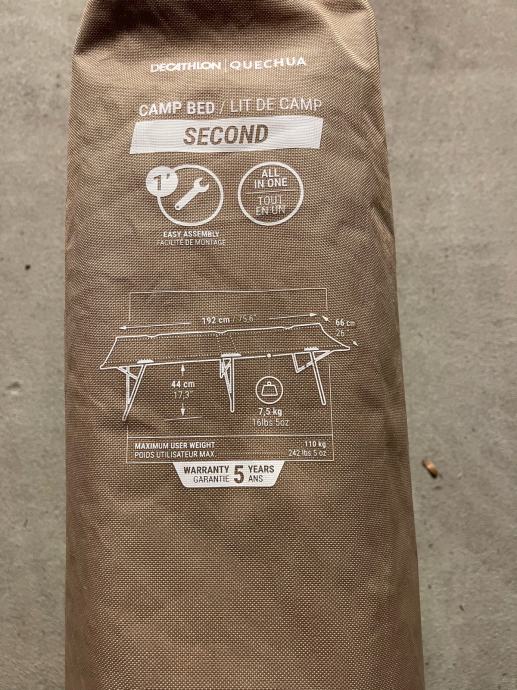 DECATHLON | QUECHUA
CAMP BED / LIT DE CAMP
SECOND
1'
ALL
IN ONE
TOUT
EN UN
EASY ASSEMBLY
FACILITÉ DE MONTAGE
192 cm / 75,6"
66 cm
26"
44 cm
17,3"
7,5 kg
16lbs 5oz
MAXIMUM USER WEIGHT 110 kg
POIDS UTILISATEUR MAX. 242 lbs 5 oz
WARRANTY 5 YEARS
GARANTIE ANS